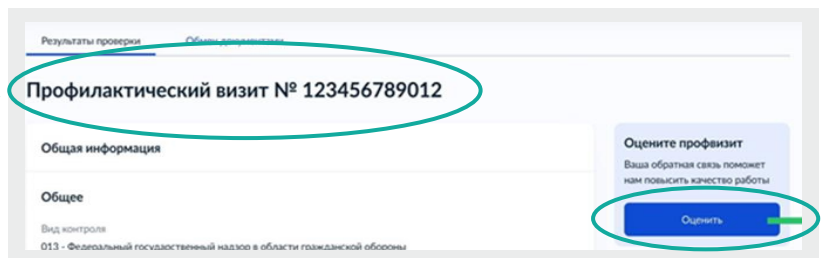 Результаты проверки
Обмен документами
Профилактический визит № 123456789012
Общая информация
Общее
Вид контроля
013 - Федеральный государственный надзор в области гражданской обороны
Оцените профвизит
Ваша обратная связь поможет
нам повысить качество работы
Оценить